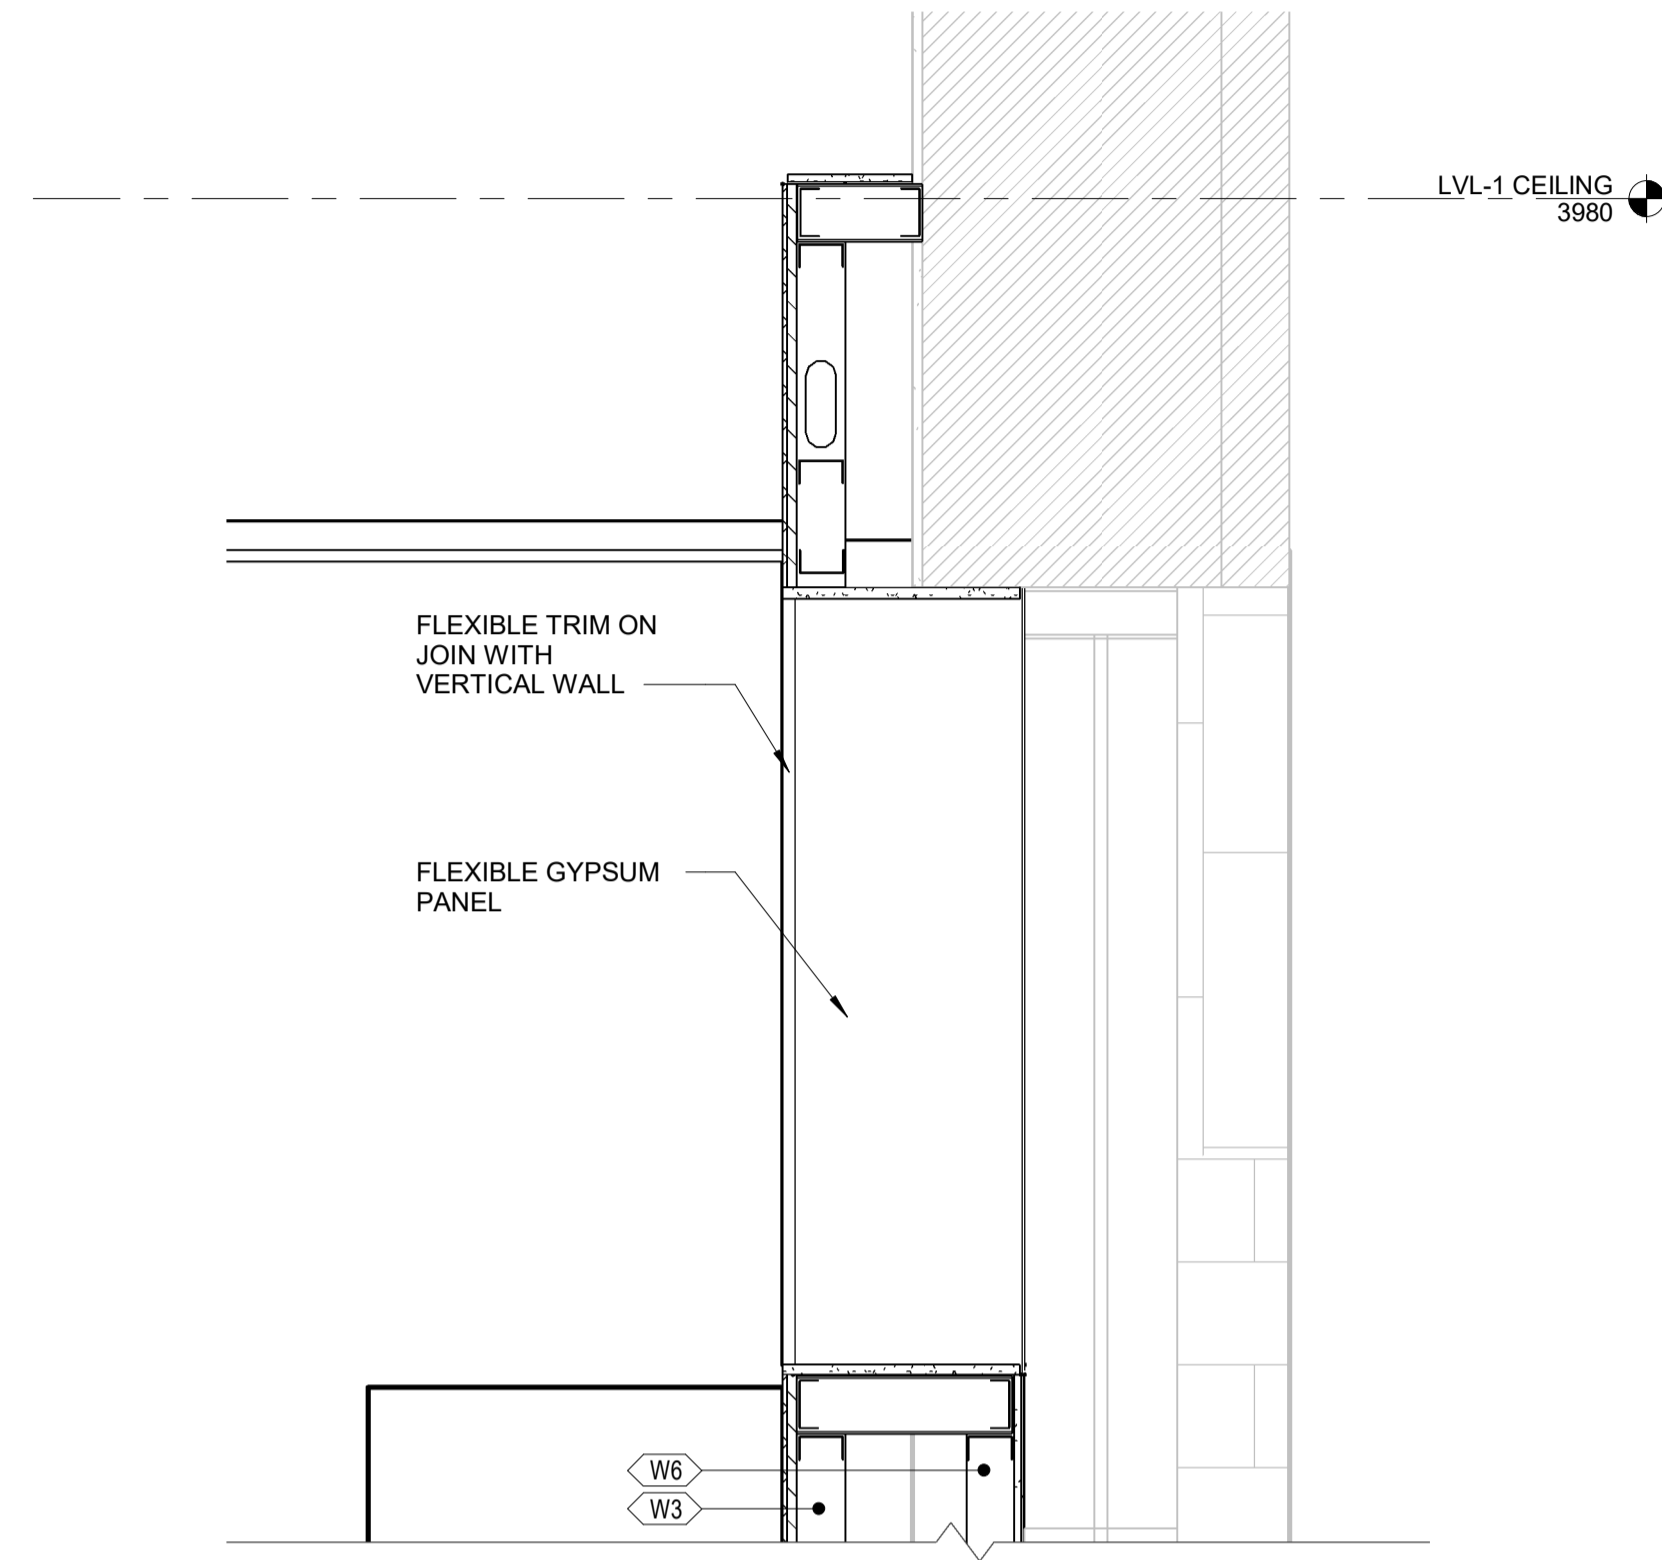 LVL-1 CEILING
3980
FLEXIBLE TRIM ON
JOIN WITH
VERTICAL WALL
FLEXIBLE GYPSUM
PANEL
W6
W3